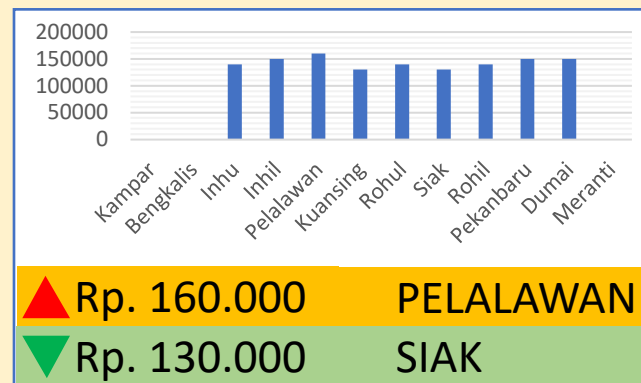 200000
150000
100000
50000
0
Kampar
Bengkalis
Inhu
Inhil
Pelalawan
Kuansing
Rohul
Siak
Rohil
Pekanbaru
Dumai
Meranti
Rp. 160.000 PELALAWAN
Rp. 130.000 SIAK